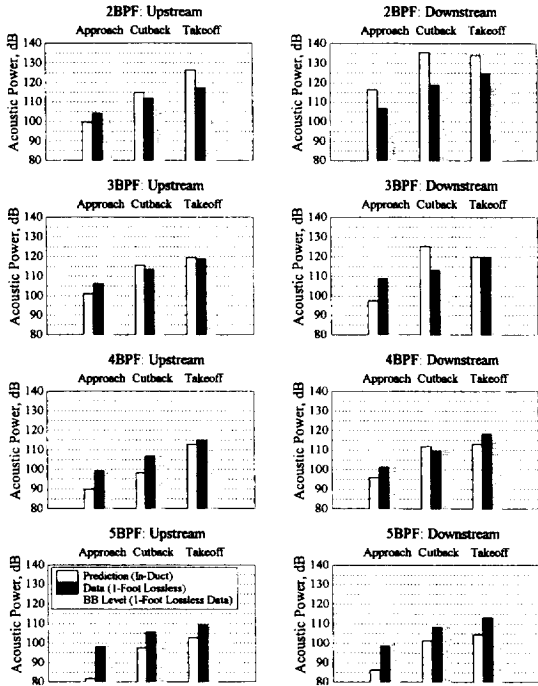 2BPF: Upstream
Approach Cutback Takeoff
Acoustic Power, dB
140
130
120
110
100
90
80
2BPF: Downstream
Approach Cutback Takeoff
Acoustic Power, dB
140
130
120
110
100
90
80
3BPF: Upstream
Approach Cutback Takeoff
Acoustic Power, dB
140
130
120
110
100
90
80
3BPF: Downstream
Approach Cutback Takeoff
Acoustic Power, dB
140
130
120
110
100
90
80
4BPF: Upstream
Approach Cutback Takeoff
Acoustic Power, dB
140
130
120
110
100
90
80
4BPF: Downstream
Approach Cutback Takeoff
Acoustic Power, dB
140
130
120
110
100
90
80
5BPF: Upstream
Approach Cutback Takeoff
Acoustic Power, dB
140
130
120
110
100
90
80
Prediction (In-Duct)
Data (1-Foot Lossless)
BB Level (1-Foot Lossless Data)
5BPF: Downstream
Approach Cutback Takeoff
Acoustic Power, dB
140
130
120
110
100
90
80